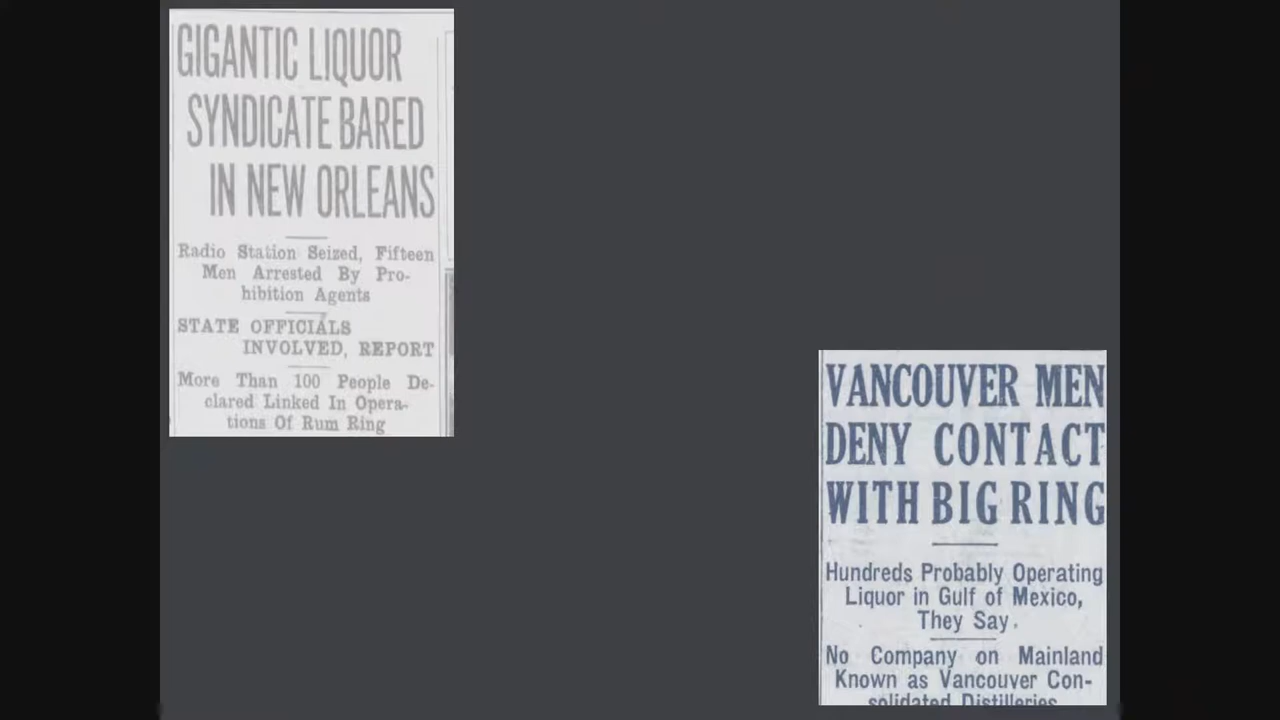 GIGANTIC LIQUOR
SYNDICATE BARED
IN NEW ORLEANS
Radio Station Seized, Fifteen
Men Arrested By Pro-
hibition Agents
STATE OFFICIALS
INVOLVED, REPORT
More Than 100 People De-
clared Linked In Opera-
tions Of Rum Ring
VANCOUVER MEN
DENY CONTACT
WITH BIG RING
Hundreds Probably Operating
Liquor in Gulf of Mexico,
They Say.
No Company on Mainland
Known as Vancouver Con-
solidated Distilleries